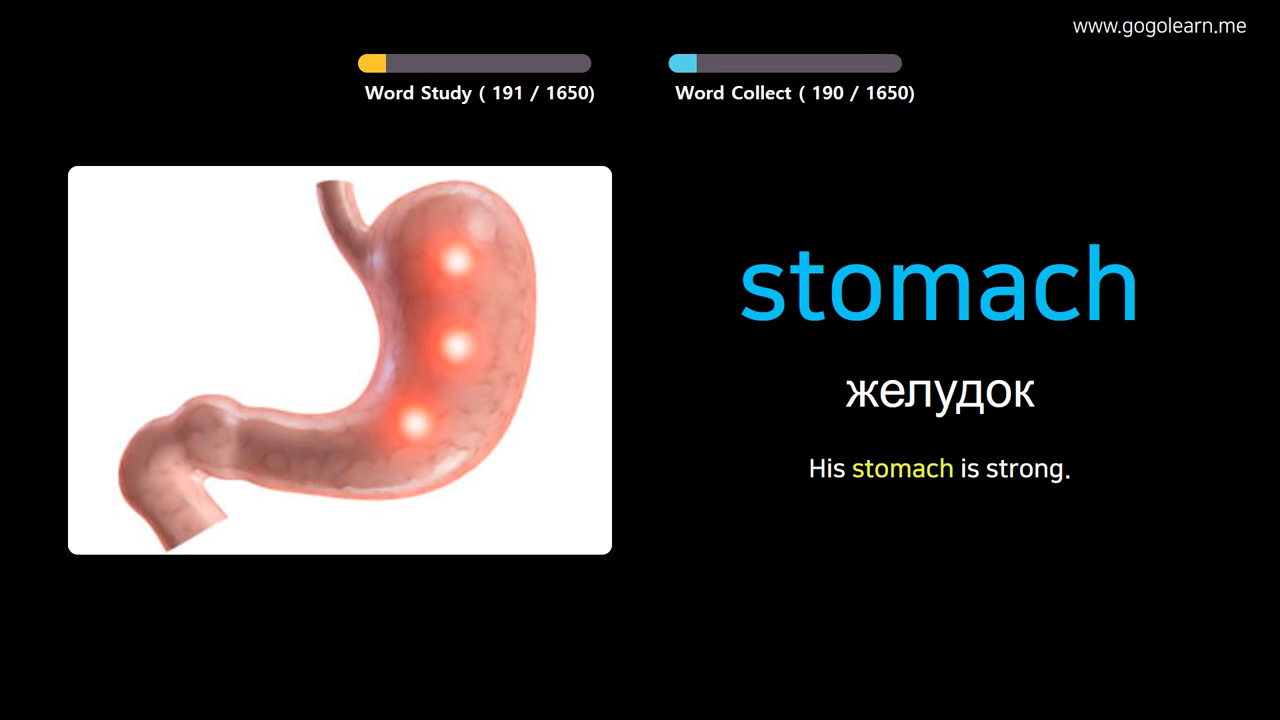 www.gogolearn.me
Word Study ( 191 / 1650)
Word Collect ( 190 / 1650)
stomach
желудок
His stomach is strong.